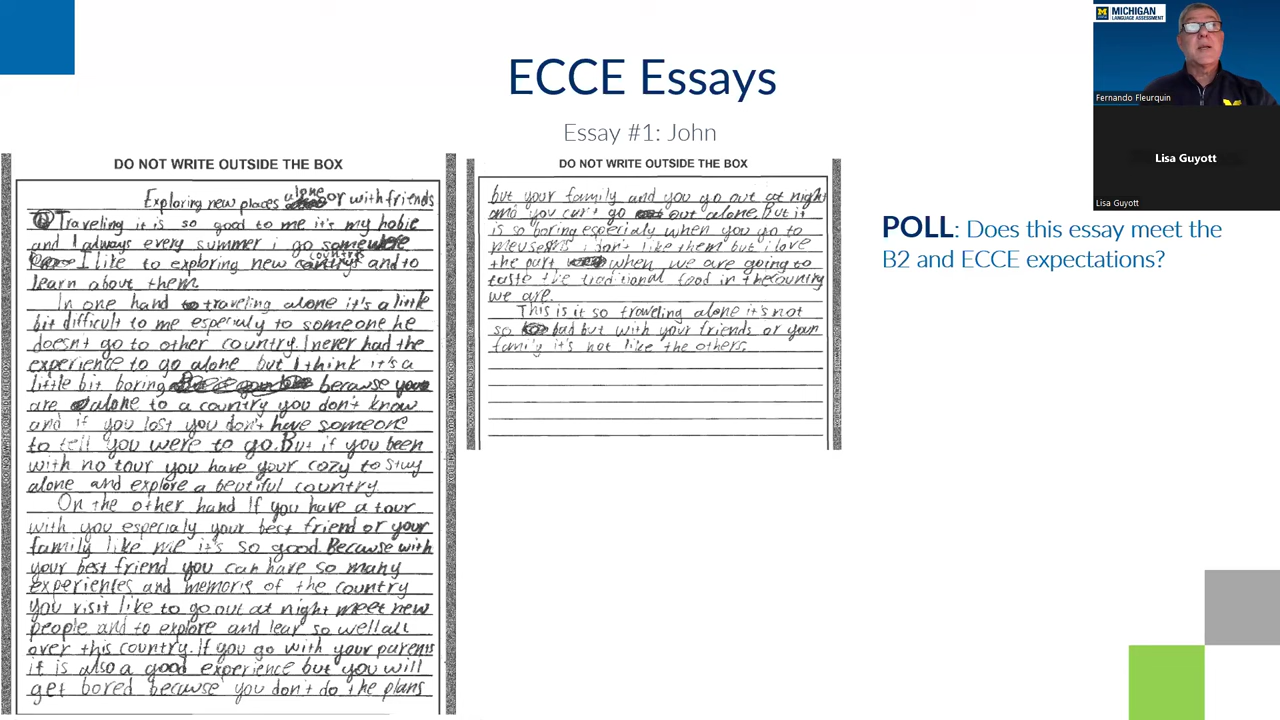 MICHIGAN
LANGUAGE ASSESSMENT
Fernando Fleurquin
Lisa Guyott
Lisa Guyott
ECCE Essays
Essay #1: John
DO NOT WRITE OUTSIDE THE BOX
Exploring new places alone or with friends
Traveling it is so good to me it's my hobie
and I always every summer i go somewere
I like to exploring new countrys and to
learn about them.
In one hand to traveling alone it's a little
bit difficult to me especialy to someone he
doesnt go to other country. I never had the
experience to go alone but I think it's a
little bit boring because you
are alone to a country you don't know
and if you lost you don't have someone
to tell you were to go. But if you been
with no tour you have your cozy to stay
alone and explore a beutiful country
On the other hand If you have a tour
with you especialy your best friend or your
family like me it's so good. Because with
your best friend you can have so many
experientes and memoris of the country
you visit like to go out at night meet new
people and to explore and lear so well all
over this country. If you go with your parents
it is also a good experience but you will
get bored because you don't do the plans
DO NOT WRITE OUTSIDE THE BOX
but your family and you go out at night
and you can't go out alone. But it
is so boring especialy when you go to
meusems i don't like them but i love
the part when we are going to
taste the traditional food in the country
we are.
This is it so traveling alone it's not
so bad but with your friends or your
family it's not like the others.
POLL: Does this essay meet the
B2 and ECCE expectations?